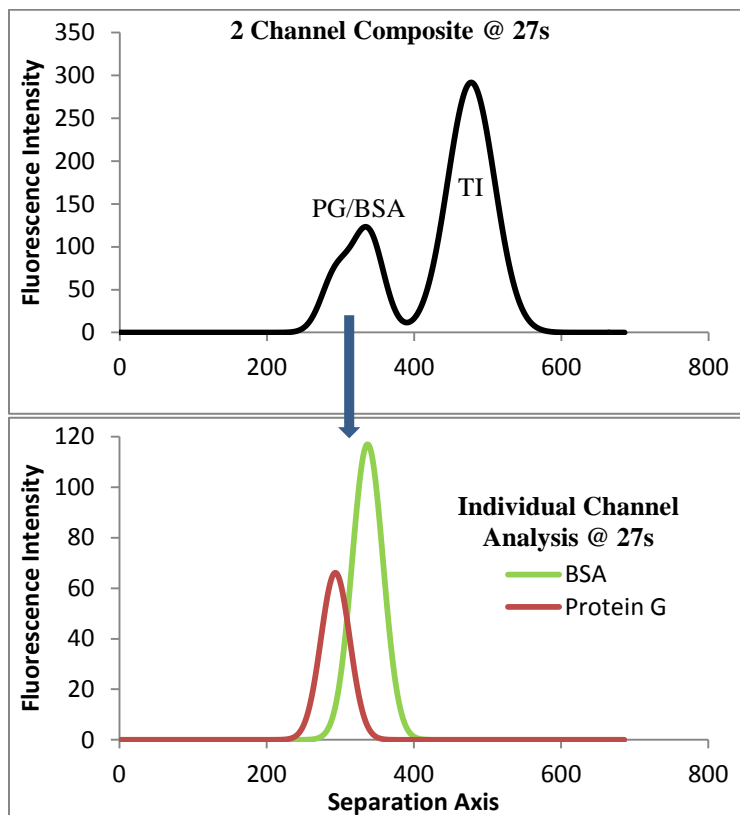 2 Channel Composite @ 27s
Fluorescence Intensity
350
300
250
200
150
100
50
0
PG/BSA
TI
0 200 400 600 800
120
100
80
60
40
20
0
Fluorescence Intensity
Individual Channel
Analysis @ 27s
BSA
Protein G
0 200 400 600 800
Separation Axis